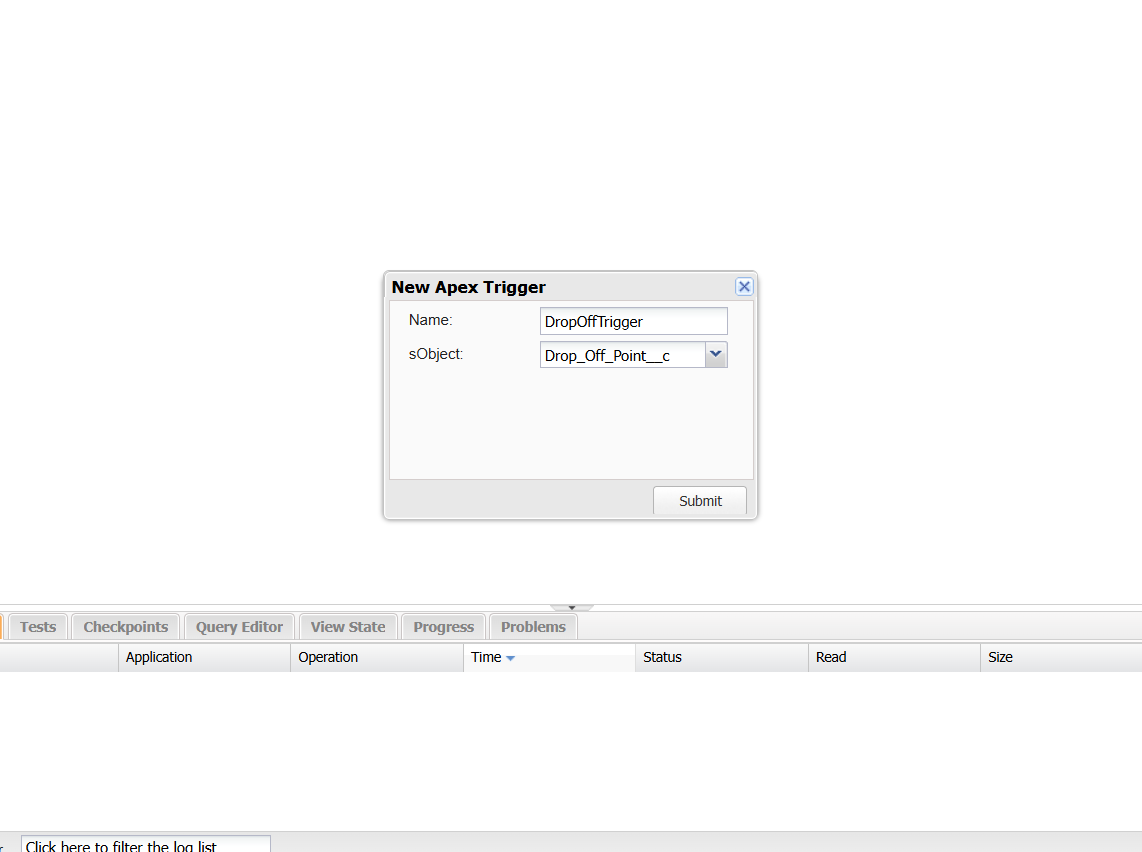 New Apex Trigger
Name: DropOffTrigger
sObject: Drop_Off_Point__c
Submit
Tests Checkpoints Query Editor View State Progress Problems
Application Operation Time Status Read Size
Click here to filter the log list